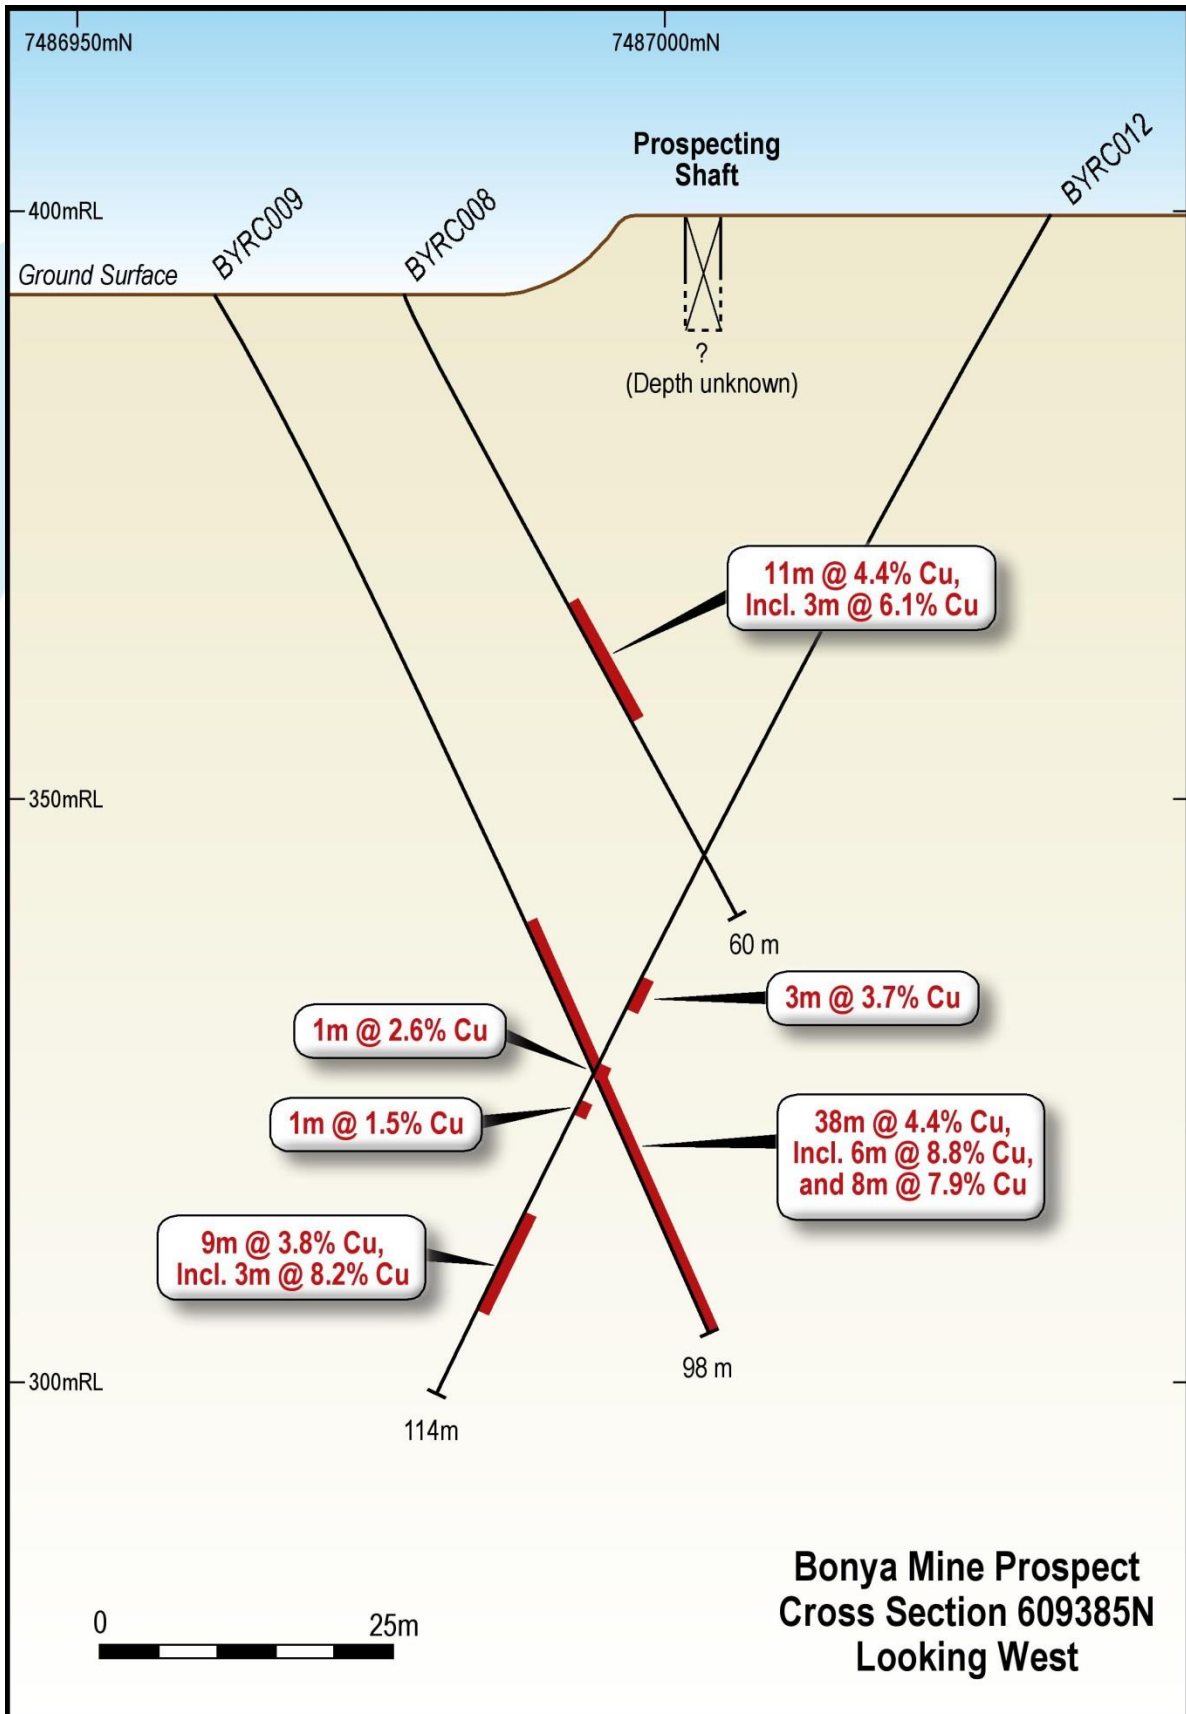 7486950mN
7487000mN
Prospecting
Shaft
BYRC009
BYRC008
BYRC012
400mRL
Ground Surface
?
(Depth unknown)
11m @ 4.4% Cu,
Incl. 3m @ 6.1% Cu
350mRL
60 m
3m @ 3.7% Cu
1m @ 2.6% Cu
1m @ 1.5% Cu
38m @ 4.4% Cu,
Incl. 6m @ 8.8% Cu,
and 8m @ 7.9% Cu
9m @ 3.8% Cu,
Incl. 3m @ 8.2% Cu
98 m
300mRL
114m
0
25m
Bonya Mine Prospect
Cross Section 609385N
Looking West